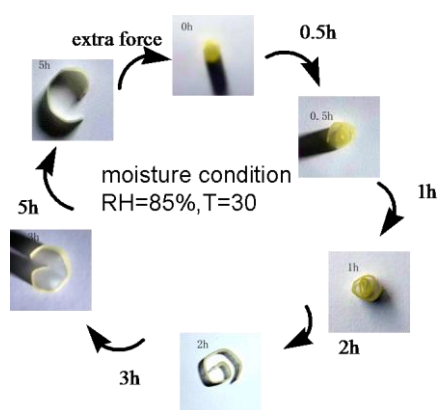 extra force
0h
0.5h
5h
0. 5h
moisture condition
RH=85%,T=30
1h
5h
1h
2h
2h
3h